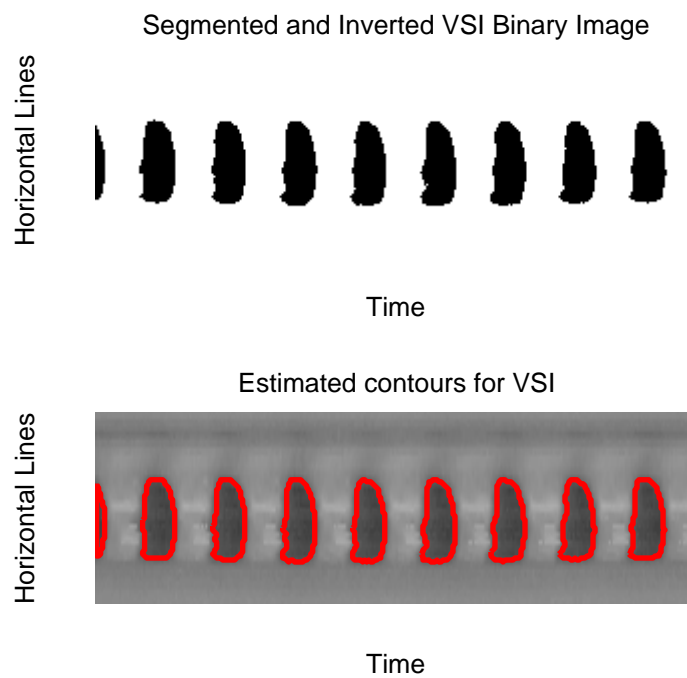 Segmented and Inverted VSI Binary Image
Horizontal Lines
Time
Estimated contours for VSI
Horizontal Lines
Time